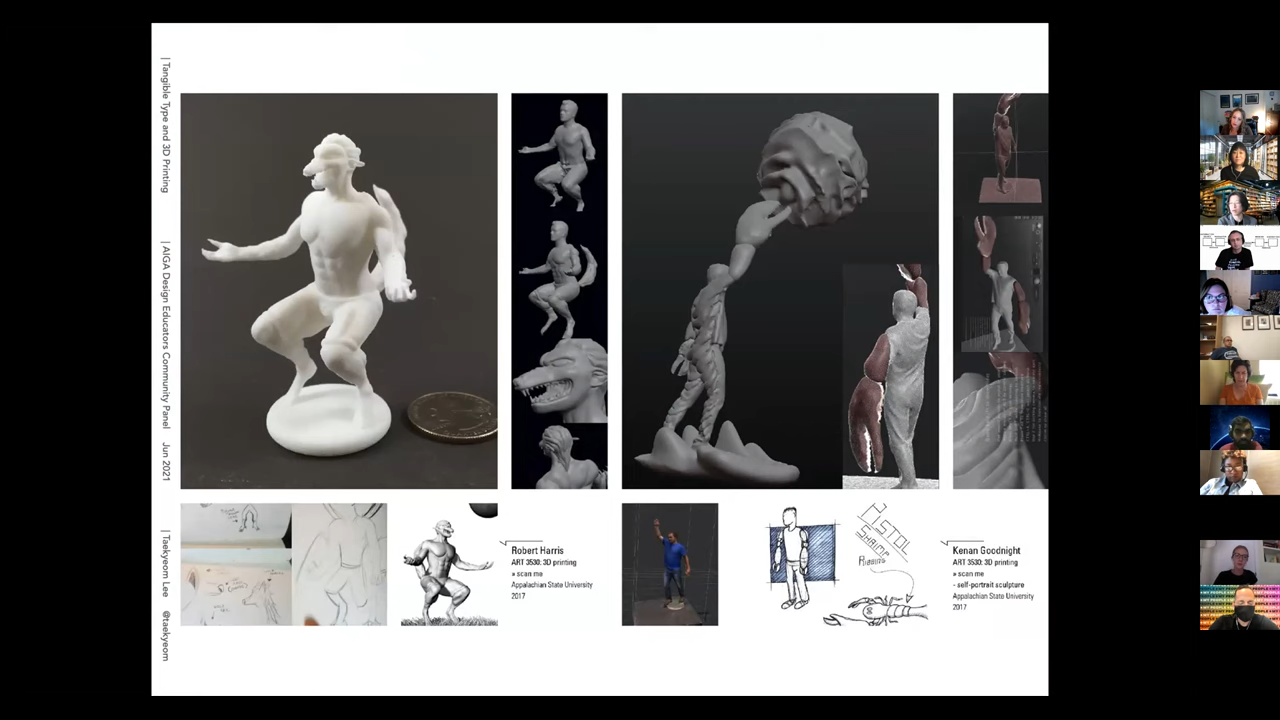 | Tangible Type and 3D Printing
| AIGA Design Educators Community Panel
Jun 2021
| Taekyeom Lee
@taekyeom
Robert Harris
ART 3530: 3D printing
» scan me
Appalachian State University
2017
PISTOL
SHRIMP
Kenan Goodnight
ART 3530: 3D printing
» scan me
- self-portrait sculpture
Appalachian State University
2017